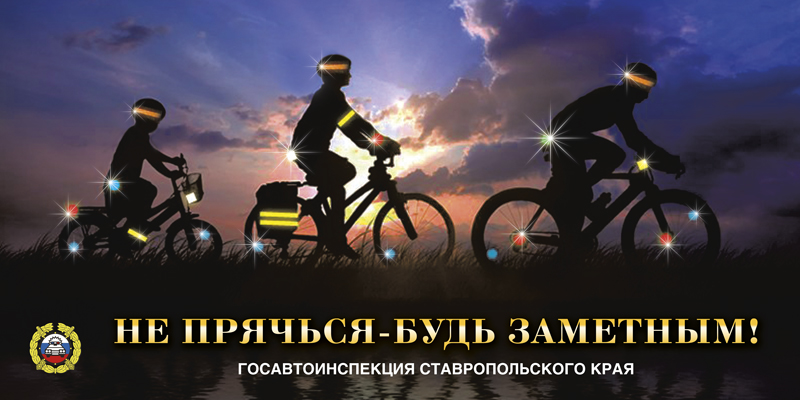 НЕ ПРЯЧЬСЯ-БУДЬ ЗАМЕТНЫМ!
ГОСАВТОИНСПЕКЦИЯ СТАВРОПОЛЬСКОГО КРАЯ